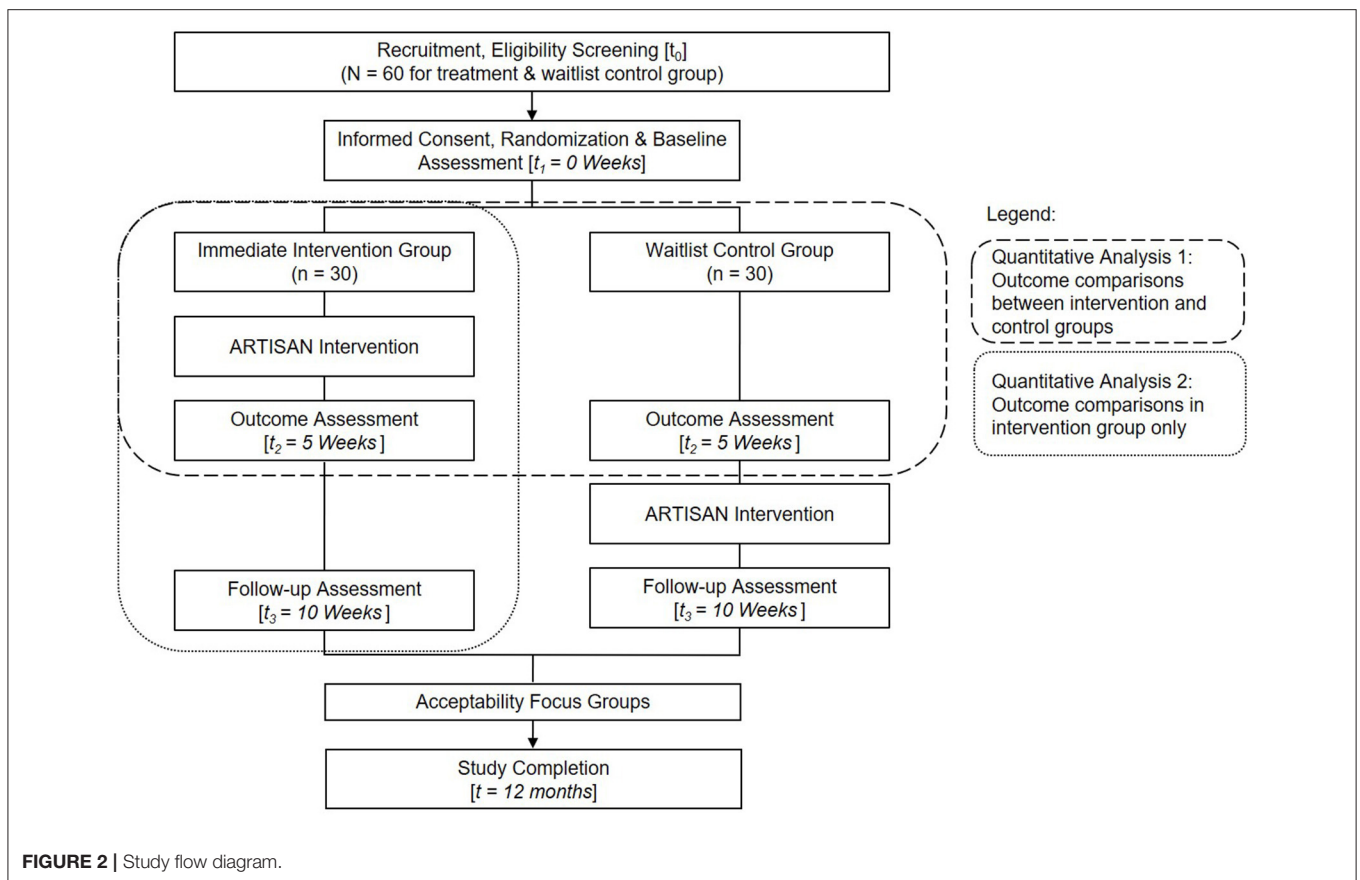 Recruitment, Eligibility Screening [t0]
(N = 60 for treatment & waitlist control group)
Informed Consent, Randomization & Baseline
Assessment [t1 = 0 Weeks]
Immediate Intervention Group
(n = 30)
ARTISAN Intervention
Outcome Assessment
[t2 = 5 Weeks]
Follow-up Assessment
[t3 = 10 Weeks]
Waitlist Control Group
(n = 30)
Outcome Assessment
[t2 = 5 Weeks]
ARTISAN Intervention
Follow-up Assessment
[t3 = 10 Weeks]
Acceptability Focus Groups
Study Completion
[t = 12 months]
Legend:
Quantitative Analysis 1:
Outcome comparisons
between intervention and
control groups
Quantitative Analysis 2:
Outcome comparisons in
intervention group only
FIGURE 2 | Study flow diagram.